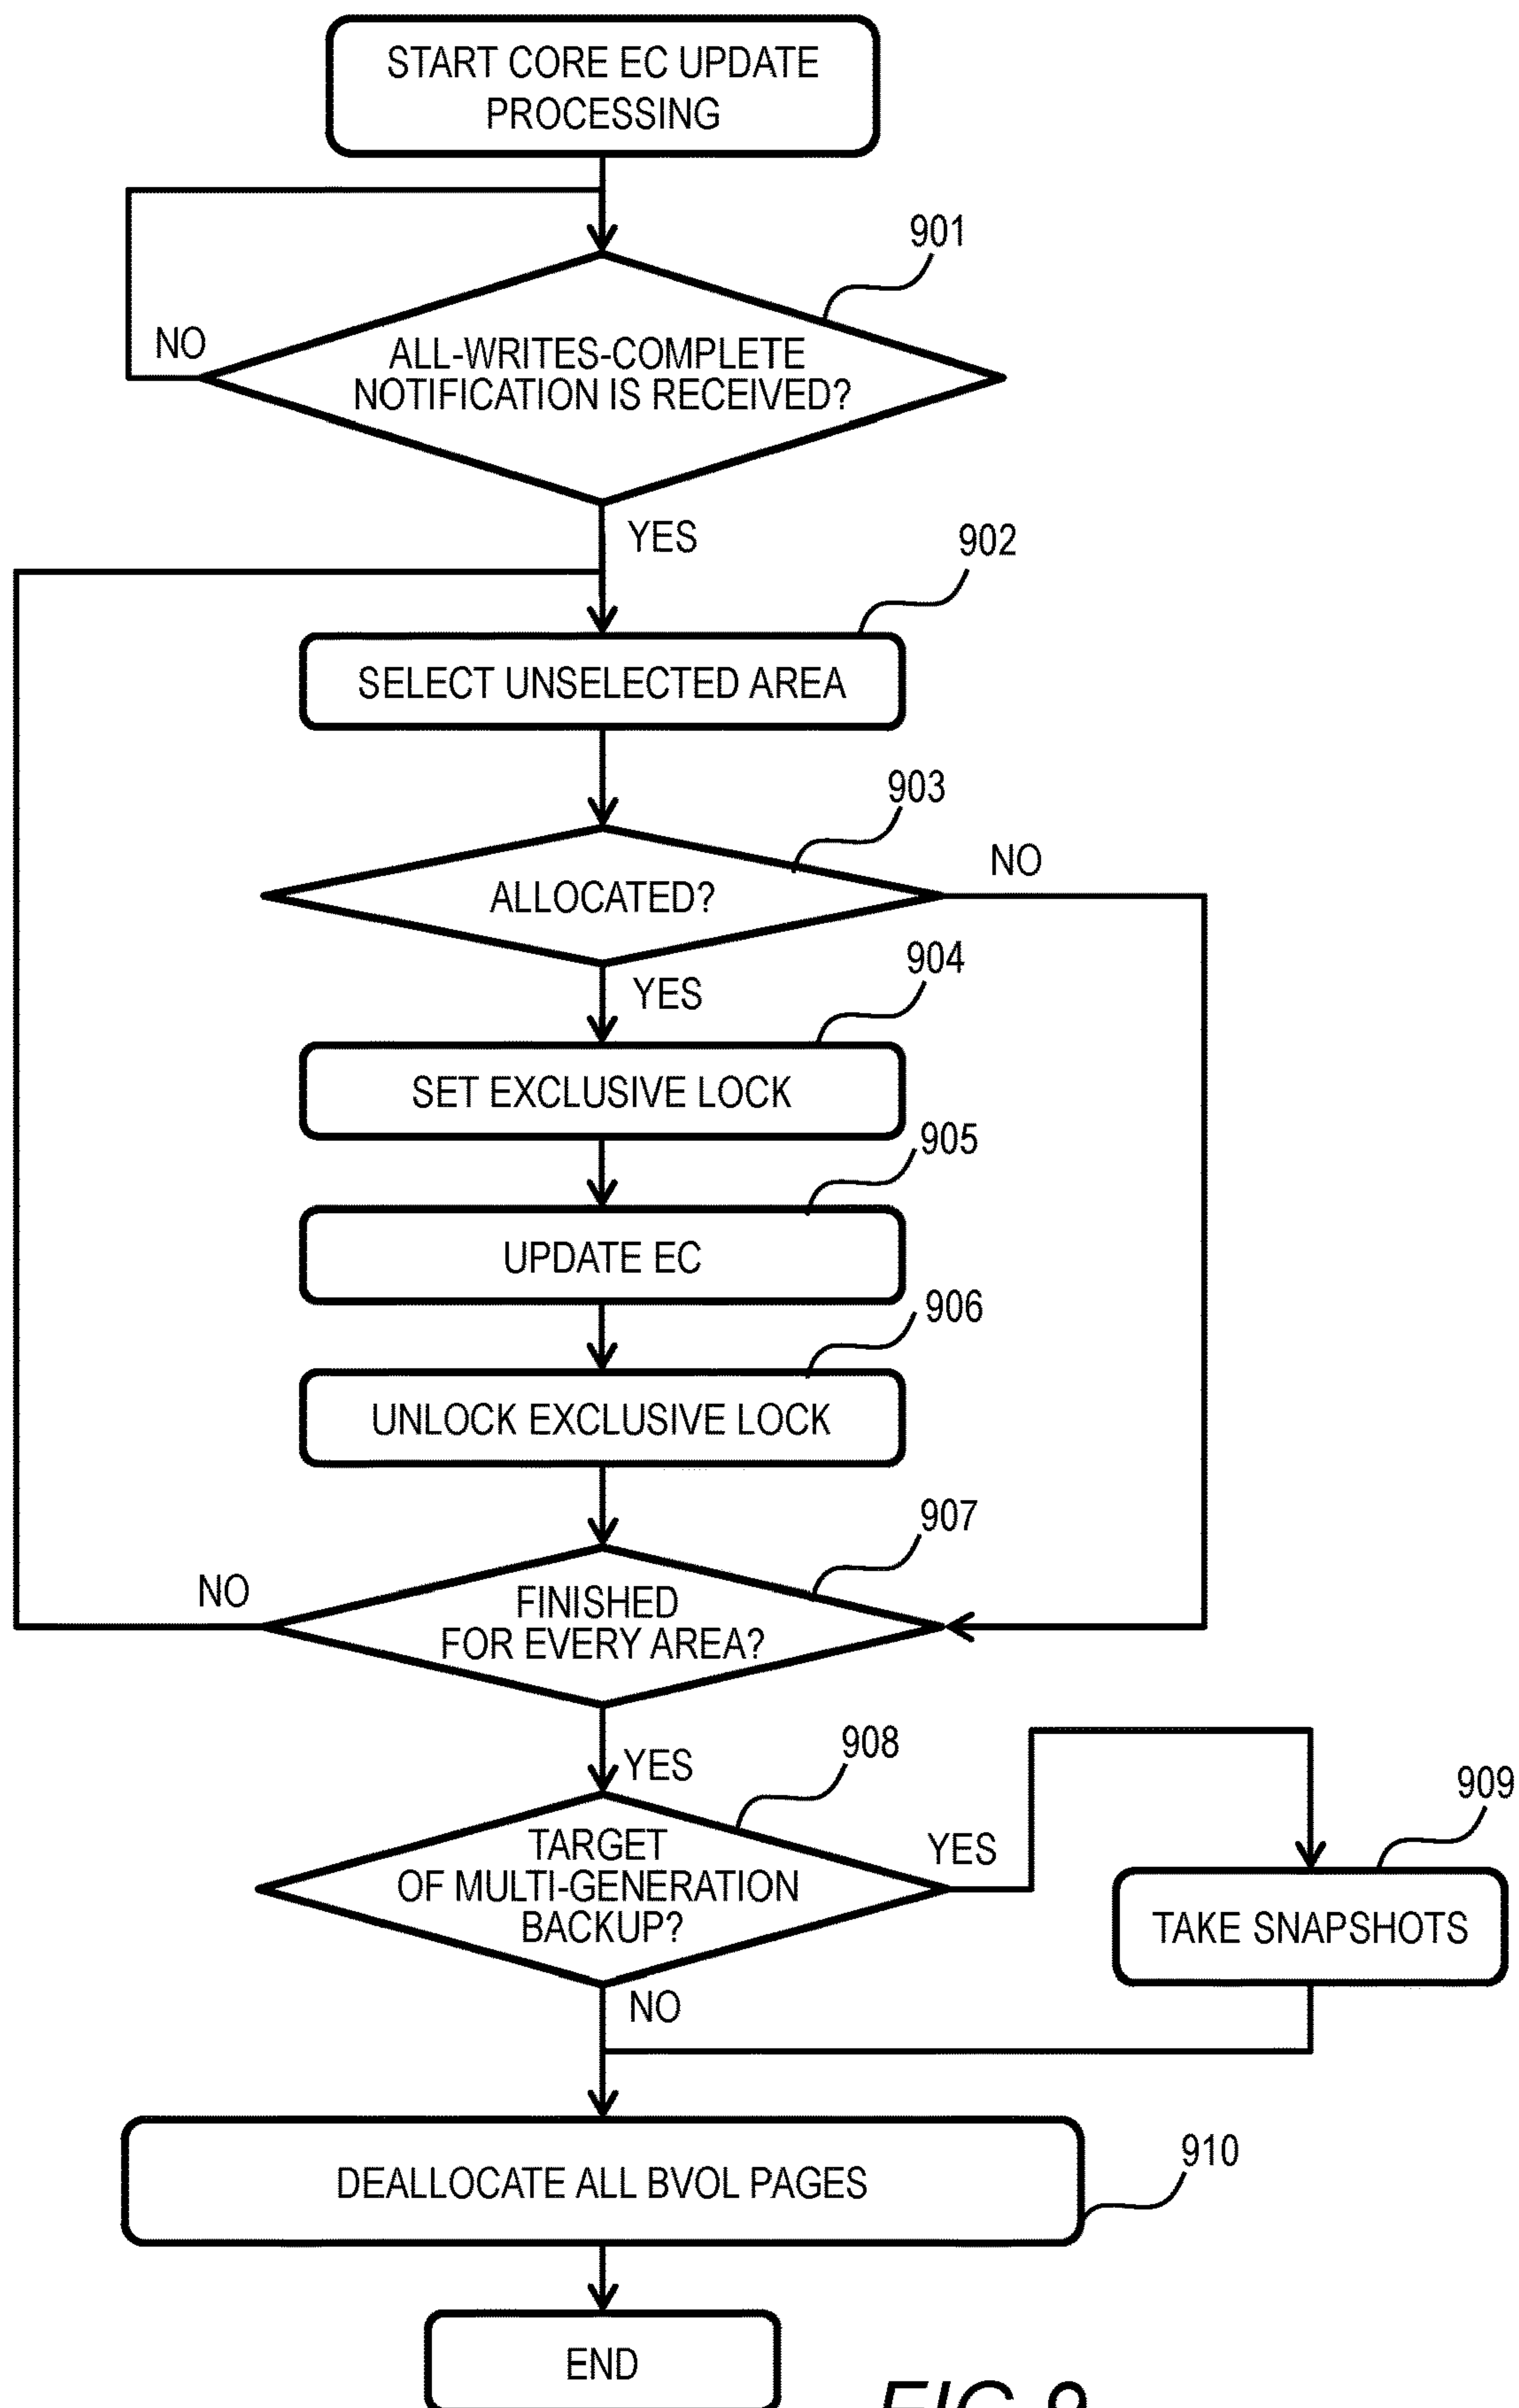 START CORE EC UPDATE
PROCESSING
901
NO
ALL-WRITES-COMPLETE
NOTIFICATION IS RECEIVED?
YES
902
SELECT UNSELECTED AREA
903
NO
ALLOCATED?
904
YES
SET EXCLUSIVE LOCK
905
UPDATE EC
906
UNLOCK EXCLUSIVE LOCK
907
NO
FINISHED
FOR EVERY AREA?
908
YES
909
YES
TARGET
OF MULTI-GENERATION
BACKUP?
TAKE SNAPSHOTS
NO
910
DEALLOCATE ALL BVOL PAGES
END
FIG.9